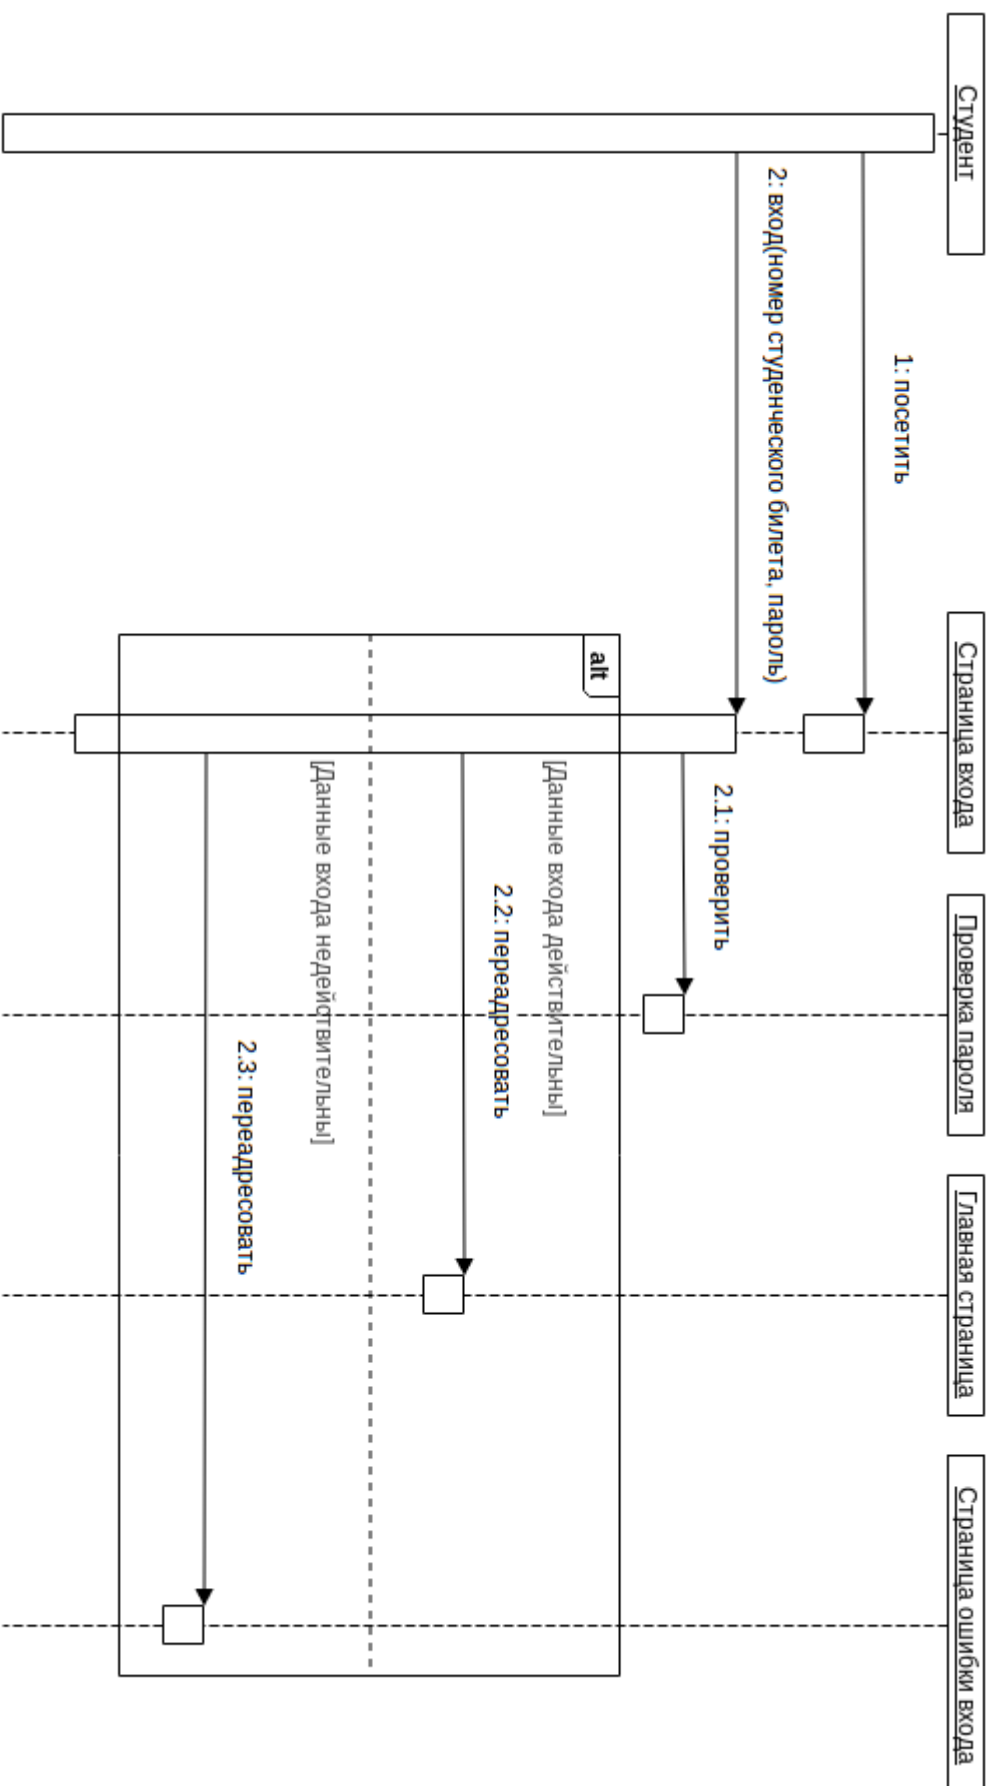 Студент
Страница входа
Проверка пароля
Главная страница
Страница ошибки входа
1: посетить
2: вход(номер студенческого билета, пароль)
2.1: проверить
alt
[Данные входа действительны]
2.2: переадресовать
[Данные входа недействительны]
2.3: переадресовать